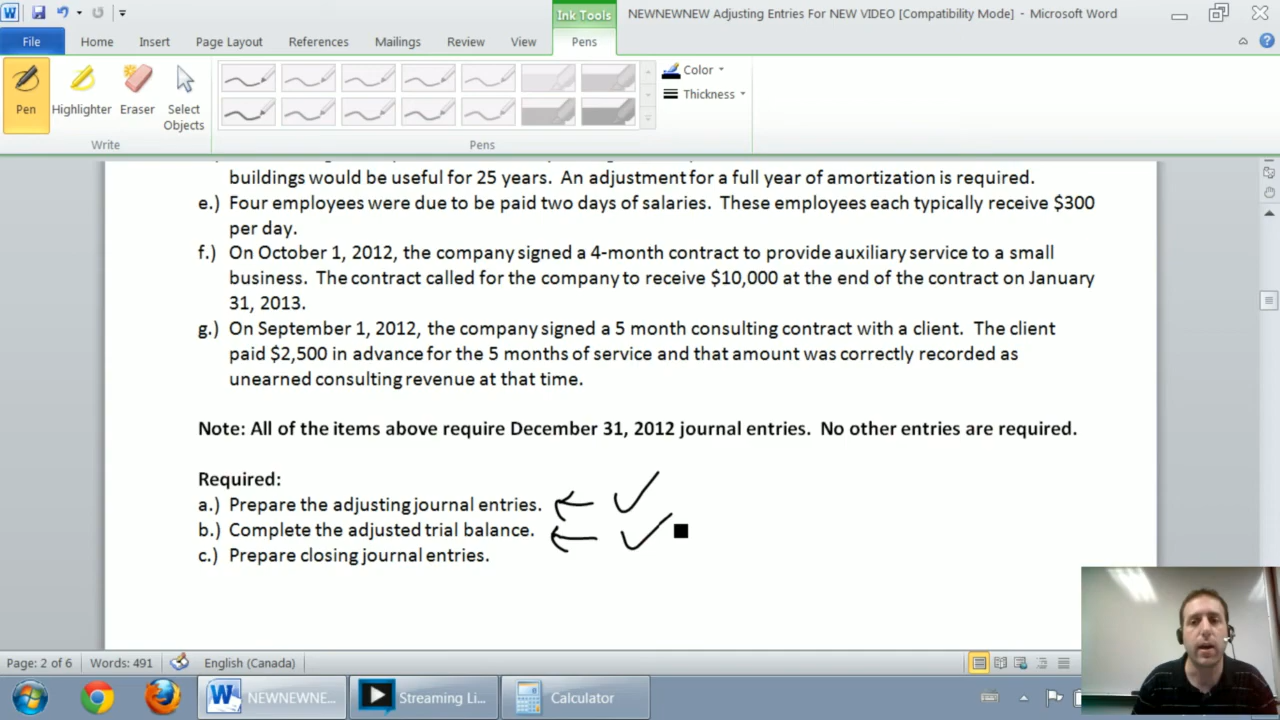 Ink Tools
NEWNEWNEW Adjusting Entries For NEW VIDEO [Compatibility Mode] - Microsoft Word
File Home Insert Page Layout References Mailings Review View Pens
Pen Highlighter Eraser Select Objects
Color
Thickness
Write Pens
buildings would be useful for 25 years. An adjustment for a full year of amortization is required.
e.) Four employees were due to be paid two days of salaries. These employees each typically receive $300
per day.
f.) On October 1, 2012, the company signed a 4-month contract to provide auxiliary service to a small
business. The contract called for the company to receive $10,000 at the end of the contract on January
31, 2013.
g.) On September 1, 2012, the company signed a 5 month consulting contract with a client. The client
paid $2,500 in advance for the 5 months of service and that amount was correctly recorded as
unearned consulting revenue at that time.
Note: All of the items above require December 31, 2012 journal entries. No other entries are required.
Required:
a.) Prepare the adjusting journal entries.
b.) Complete the adjusted trial balance.
c.) Prepare closing journal entries.
Page: 2 of 6 Words: 491 English (Canada)
NEWNEWNE... Streaming Li... Calculator